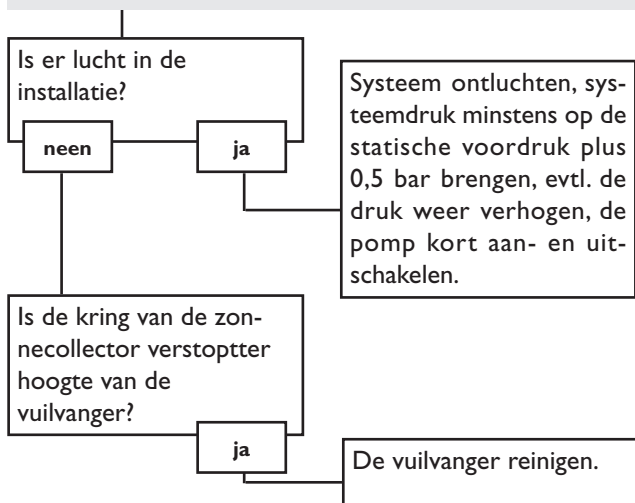 Is er lucht in de
installatie?
neen
ja
Systeem ontluchten, sys-
teemdruk minstens op de
statische voordruk plus
0,5 bar brengen, evtl. de
druk weer verhogen, de
pomp kort aan- en uit-
schakelen.
Is de kring van de zon-
necollector verstoptter
hoogte van de
vuilvanger?
ja
De vuilvanger reinigen.